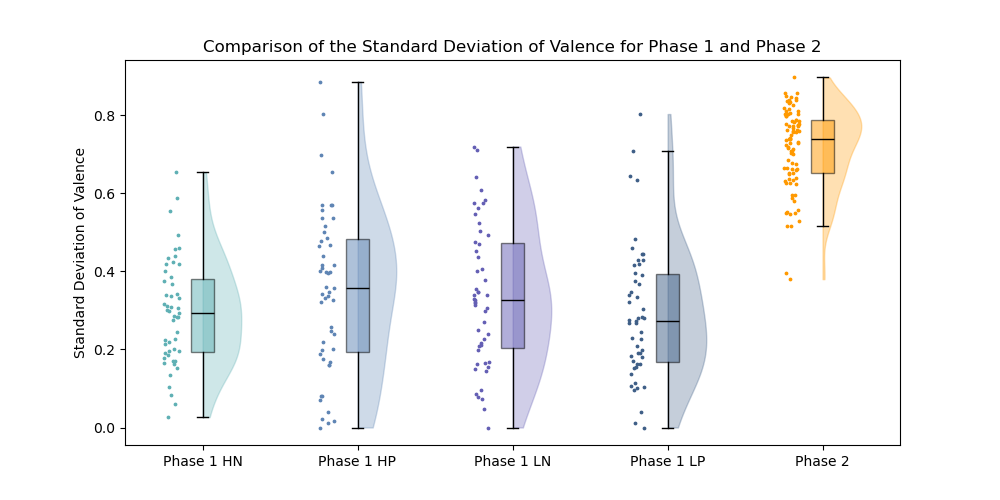 Comparison of the Standard Deviation of Valence for Phase 1 and Phase 2
Standard Deviation of Valence
0.8
0.6
0.4
0.2
0.0
Phase 1 HN
Phase 1 HP
Phase 1 LN
Phase 1 LP
Phase 2